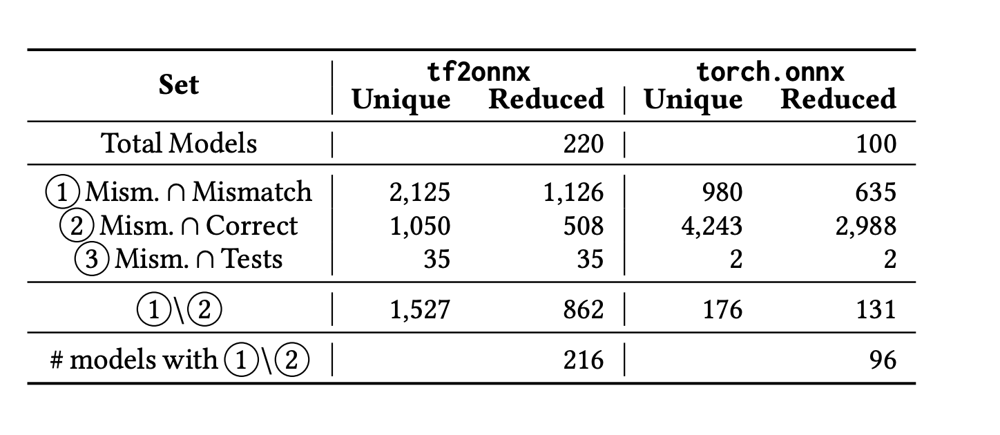 Set tf2onnx torch.onnx
Unique Reduced Unique Reduced
Total Models 220 100
① Mism. ∩ Mismatch 2,125 1,126 980 635
② Mism. ∩ Correct 1,050 508 4,243 2,988
③ Mism. ∩ Tests 35 35 2 2
①\② 1,527 862 176 131
# models with ①\② 216 96